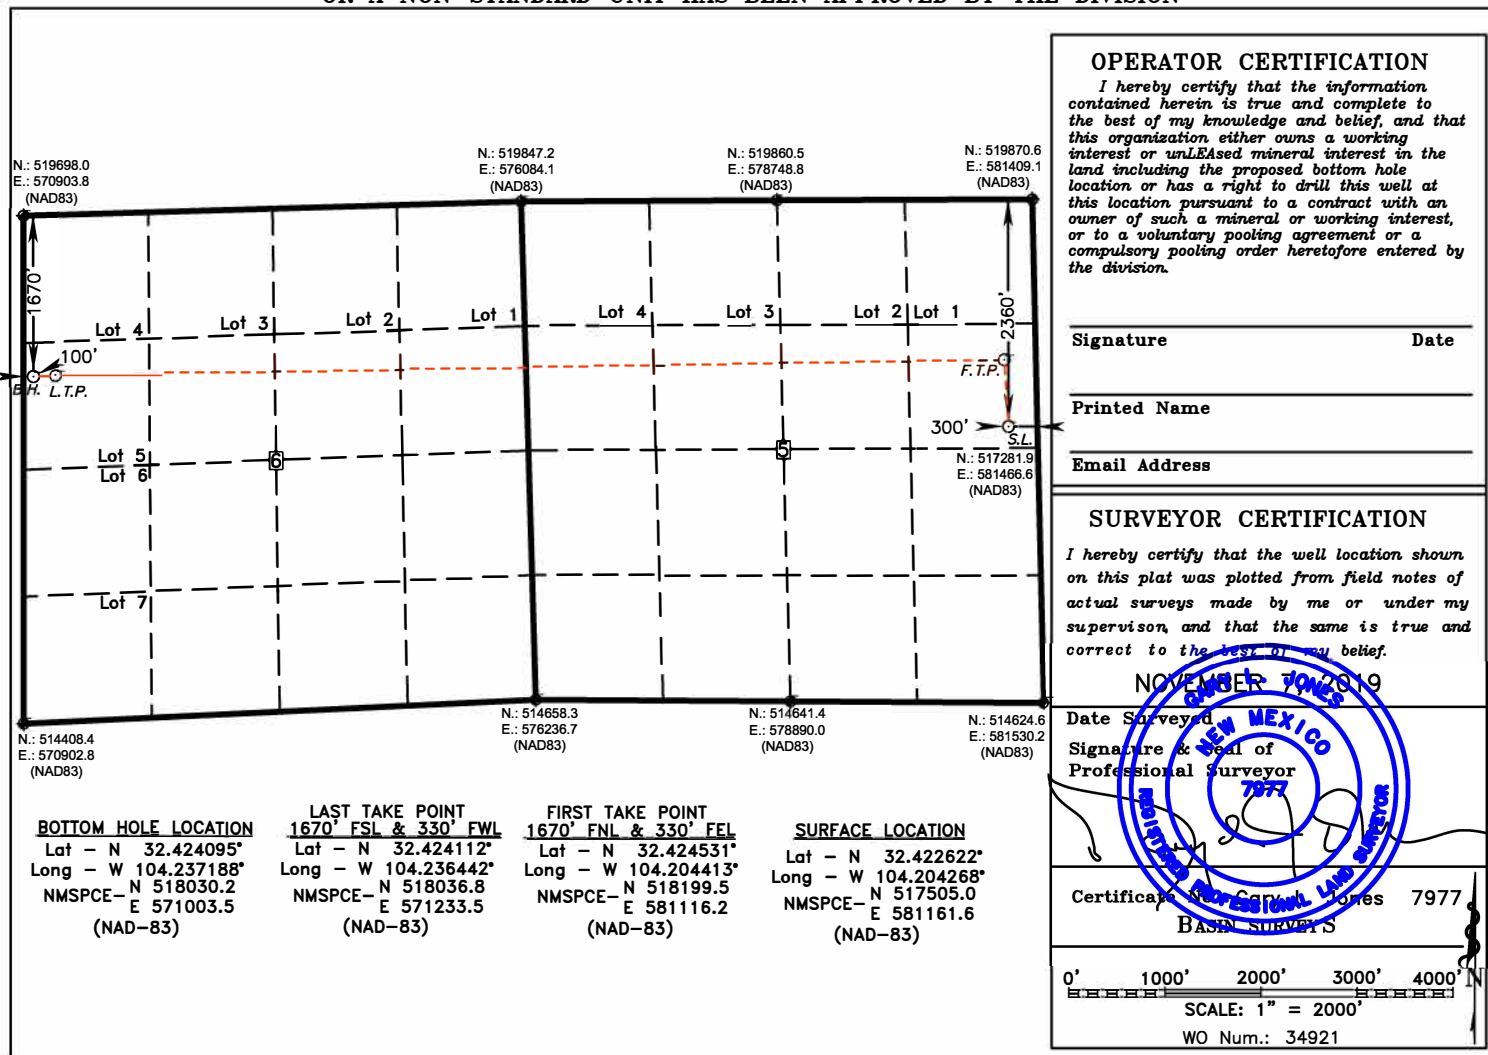 OR A NON-STANDARD UNIT HAS BEEN APPROVED BY THE DIVISION
N.: 519698.0
E.: 570903.8
(NAD83)
N.: 519847.2
E.: 576084.1
(NAD83)
N.: 519860.5
E.: 578748.8
(NAD83)
N.: 519870.6
E.: 581409.1
(NAD83)
1670'
2360'
Lot 4
Lot 3
Lot 2
Lot 1
Lot 4
Lot 3
Lot 2
Lot 1
100'
B.H.
L.T.P.
F.T.P.
300'
S.L.
Lot 5
Lot 6
6
5
N.: 517281.9
E.: 581466.6
(NAD83)
Lot 7
N.: 514408.4
E.: 570902.8
(NAD83)
N.: 514658.3
E.: 576236.7
(NAD83)
N.: 514641.4
E.: 578890.0
(NAD83)
N.: 514624.6
E.: 581530.2
(NAD83)
BOTTOM HOLE LOCATION
Lat - N 32.424095°
Long - W 104.237188°
NMSPCE- N 518030.2
E 571003.5
(NAD-83)
LAST TAKE POINT
1670' FSL & 330' FWL
Lat - N 32.424112°
Long - W 104.236442°
NMSPCE- N 518036.8
E 571233.5
(NAD-83)
FIRST TAKE POINT
1670' FNL & 330' FEL
Lat - N 32.424531°
Long - W 104.204413°
NMSPCE- N 518199.5
E 581116.2
(NAD-83)
SURFACE LOCATION
Lat - N 32.422622°
Long - W 104.204268°
NMSPCE- N 517505.0
E 581161.6
(NAD-83)
OPERATOR CERTIFICATION
I hereby certify that the information
contained herein is true and complete to
the best of my knowledge and belief, and that
this organization either owns a working
interest or unLEAsed mineral interest in the
land including the proposed bottom hole
location or has a right to drill this well at
this location pursuant to a contract with an
owner of such a mineral or working interest,
or to a voluntary pooling agreement or a
compulsory pooling order heretofore entered by
the division.
Signature Date
Printed Name
Email Address
SURVEYOR CERTIFICATION
I hereby certify that the well location shown
on this plat was plotted from field notes of
actual surveys made by me or under my
supervison, and that the same is true and
correct to the best of my belief.
NOVEMBER 7, 2019
Date Surveyed
Signature & Seal of
Professional Surveyor
GARY L. JONES
NEW MEXICO
7977
REGISTERED PROFESSIONAL LAND SURVEYOR
Certificate No. Gary L. Jones 7977
BASIN SURVEYS
0' 1000' 2000' 3000' 4000'
N
SCALE: 1" = 2000'
WO Num.: 34921